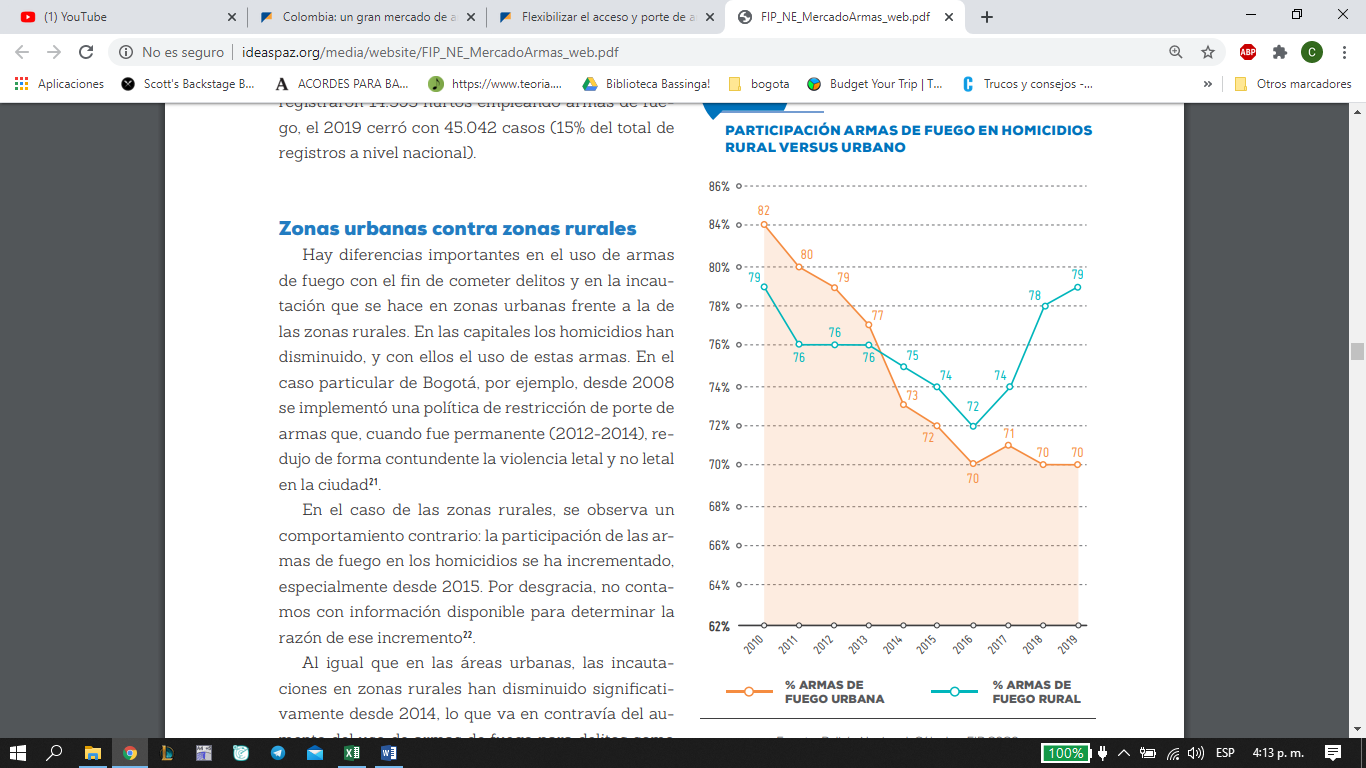 (1) YouTube
Colombia: un gran mercado de a
Flexibilizar el acceso y porte de a
FIP_NE_MercadoArmas_web.pdf
No es seguro | ideaspaz.org/media/website/FIP_NE_MercadoArmas_web.pdf
ABP
C
Aplicaciones
Scott's Backstage B...
A ACORDES PARA BA...
https://www.teoria....
Biblioteca Bassinga!
bogota
Budget Your Trip | T...
Trucos y consejos -...
»
Otros marcadores
go, el 2019 cerró con 45.042 casos (15% del total de
registros a nivel nacional).
Zonas urbanas contra zonas rurales
Hay diferencias importantes en el uso de armas
de fuego con el fin de cometer delitos y en la incau-
tación que se hace en zonas urbanas frente a la de
las zonas rurales. En las capitales los homicidios han
disminuido, y con ellos el uso de estas armas. En el
caso particular de Bogotá, por ejemplo, desde 2008
se implementó una política de restricción de porte de
armas que, cuando fue permanente (2012-2014), re-
dujo de forma contundente la violencia letal y no letal
en la ciudad²¹.
En el caso de las zonas rurales, se observa un
comportamiento contrario: la participación de las ar-
mas de fuego en los homicidios se ha incrementado,
especialmente desde 2015. Por desgracia, no conta-
mos con información disponible para determinar la
razón de ese incremento²².
Al igual que en las áreas urbanas, las incauta-
ciones en zonas rurales han disminuido significati-
vamente desde 2014, lo que va en contravía del au-
PARTICIPACIÓN ARMAS DE FUEGO EN HOMICIDIOS
RURAL VERSUS URBANO
86%
84%
80%
78%
76%
74%
72%
70%
68%
66%
64%
62%
82
80
79
77
73
72
70
71
70
70
79
76
76
76
75
74
72
74
78
79
2010
2011
2012
2013
2014
2015
2016
2017
2018
2019
% ARMAS DE
FUEGO URBANA
% ARMAS DE
FUEGO RURAL
100%
ESP
4:13 p. m.